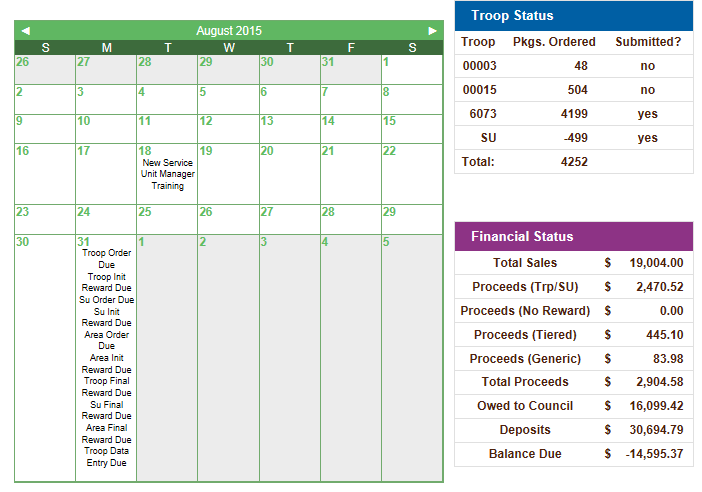 ◄ August 2015 ►
S M T W T F S
26 27 28 29 30 31 1
2 3 4 5 6 7 8
9 10 11 12 13 14 15
16 17 18 19 20 21 22
New Service
Unit Manager
Training
23 24 25 26 27 28 29
30 31 1 2 3 4 5
Troop Order
Due
Troop Init
Reward Due
Su Order Due
Su Init
Reward Due
Area Order
Due
Area Init
Reward Due
Troop Final
Reward Due
Su Final
Reward Due
Area Final
Reward Due
Troop Data
Entry Due
Troop Status
Troop Pkgs. Ordered Submitted?
00003 48 no
00015 504 no
6073 4199 yes
SU -499 yes
Total: 4252
Financial Status
Total Sales $ 19,004.00
Proceeds (Trp/SU) $ 2,470.52
Proceeds (No Reward) $ 0.00
Proceeds (Tiered) $ 445.10
Proceeds (Generic) $ 83.98
Total Proceeds $ 2,904.58
Owed to Council $ 16,099.42
Deposits $ 30,694.79
Balance Due $ -14,595.37